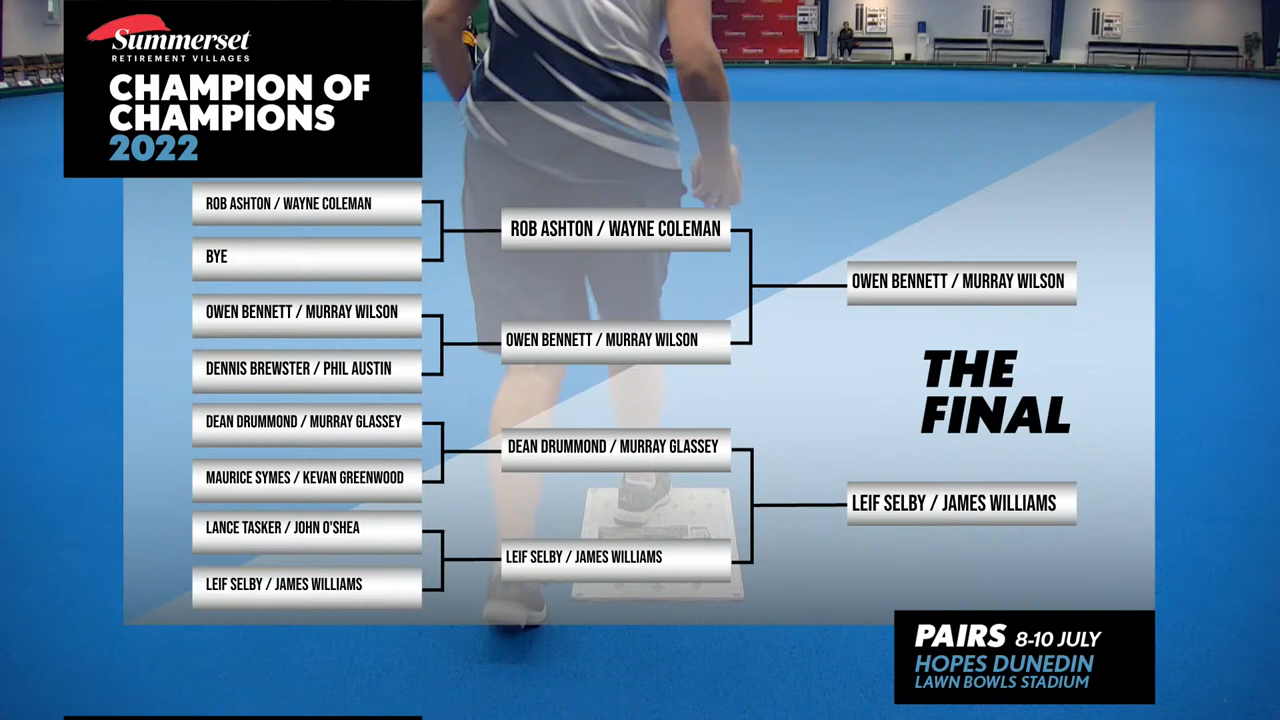 Summerset
RETIREMENT VILLAGES
CHAMPION OF
CHAMPIONS
2022
ROB ASHTON / WAYNE COLEMAN
BYE
OWEN BENNETT / MURRAY WILSON
DENNIS BREWSTER / PHIL AUSTIN
DEAN DRUMMOND / MURRAY GLASSEY
MAURICE SYMES / KEVAN GREENWOOD
LANCE TASKER / JOHN O'SHEA
LEIF SELBY / JAMES WILLIAMS
ROB ASHTON / WAYNE COLEMAN
OWEN BENNETT / MURRAY WILSON
DEAN DRUMMOND / MURRAY GLASSEY
LEIF SELBY / JAMES WILLIAMS
OWEN BENNETT / MURRAY WILSON
THE
FINAL
LEIF SELBY / JAMES WILLIAMS
PAIRS 8-10 JULY
HOPES DUNEDIN
LAWN BOWLS STADIUM